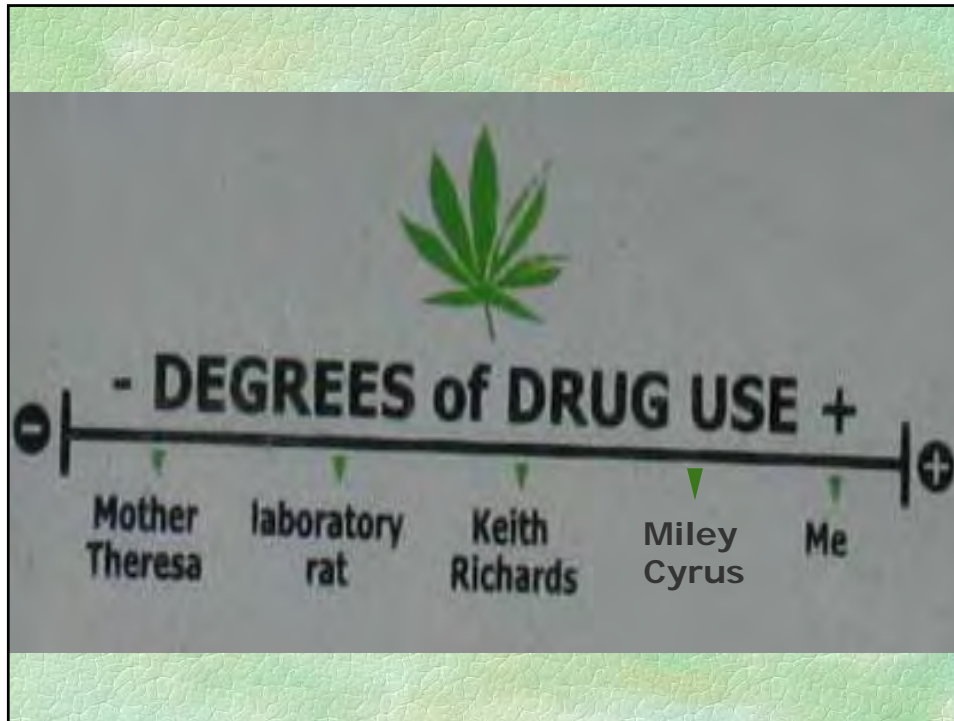 - DEGREES of DRUG USE +
- +
Mother
Theresa
laboratory
rat
Keith
Richards
Miley
Cyrus
Me